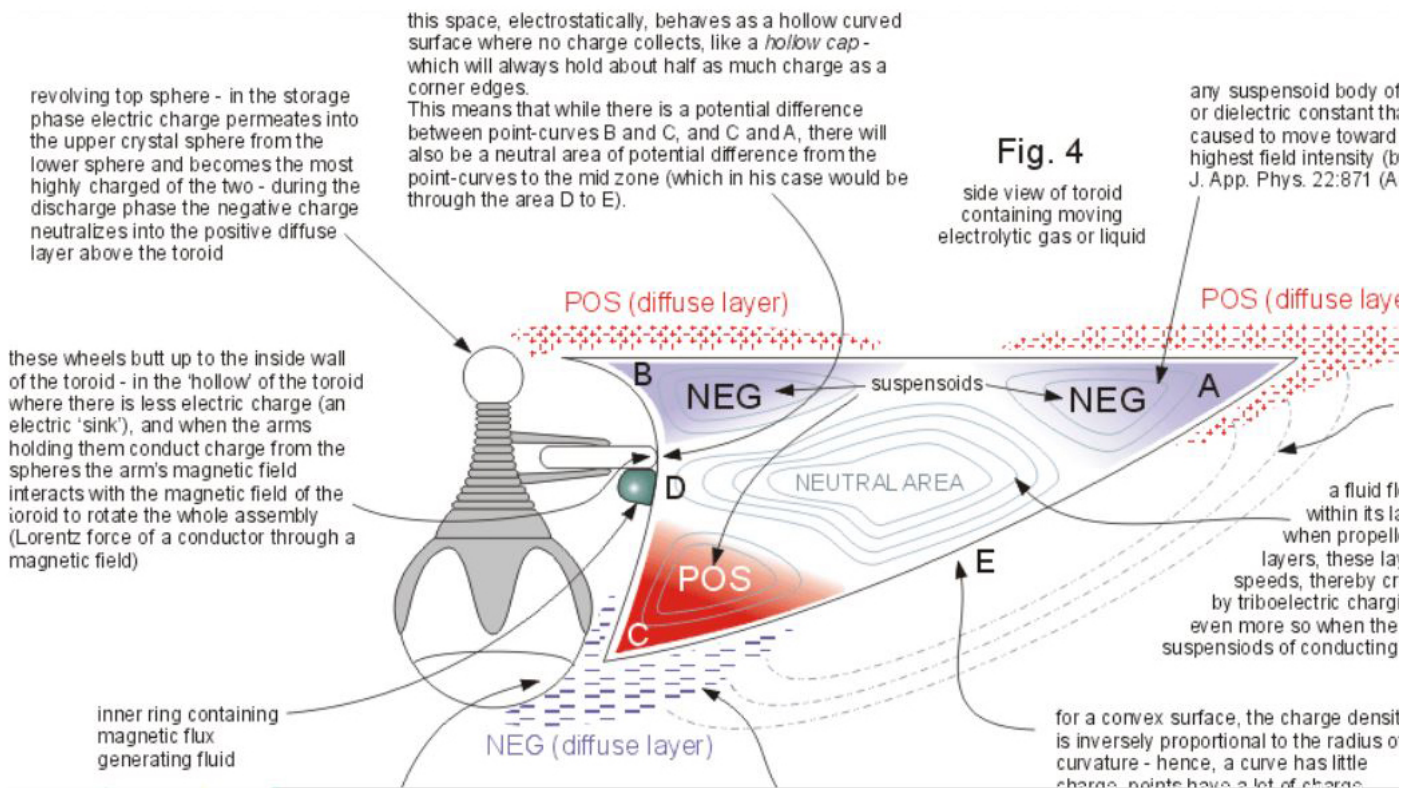 this space, electrostatically, behaves as a hollow curved
surface where no charge collects, like a hollow cap -
which will always hold about half as much charge as a
corner edges.
This means that while there is a potential difference
between point-curves B and C, and C and A, there will
also be a neutral area of potential difference from the
point-curves to the mid zone (which in his case would be
through the area D to E).
revolving top sphere - in the storage
phase electric charge permeates into
the upper crystal sphere from the
lower sphere and becomes the most
highly charged of the two - during the
discharge phase the negative charge
neutralizes into the positive diffuse
layer above the toroid
Fig. 4
side view of toroid
containing moving
electrolytic gas or liquid
any suspensoid body of
or dielectric constant
caused to move toward
highest field intensity
J. App. Phys. 22:871 (A
POS (diffuse layer)
POS (diffuse
these wheels butt up to the inside wall
of the toroid - in the 'hollow' of the toroid
where there is less electric charge (an
electric 'sink'), and when the arms
holding them conduct charge from the
spheres the arm's magnetic field
interacts with the magnetic field of the
toroid to rotate the whole assembly
(Lorentz force of a conductor through a
magnetic field)
B
NEG
suspensoids
NEG
A
D
NEUTRAL AREA
POS
C
E
a fluid
within its
when
layers, these
speeds, thereby
by triboelectric
even more so when the
suspensiods of conducting
inner ring containing
magnetic flux
generating fluid
NEG (diffuse layer)
for a convex surface, the charge
is inversely proportional to the radius
curvature - hence, a curve has little
charge, points have a lot of charge